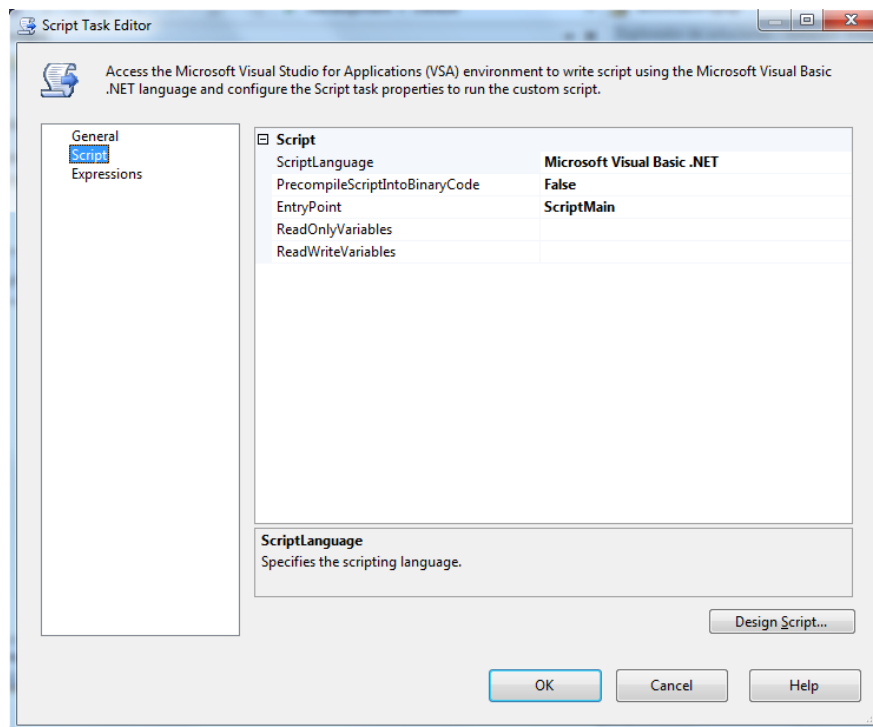 Script Task Editor
Access the Microsoft Visual Studio for Applications (VSA) environment to write script using the Microsoft Visual Basic
.NET language and configure the Script task properties to run the custom script.
General
Script
Expressions
Script
ScriptLanguage Microsoft Visual Basic .NET
PrecompileScriptIntoBinaryCode False
EntryPoint ScriptMain
ReadOnlyVariables
ReadWriteVariables
ScriptLanguage
Specifies the scripting language.
Design Script...
OK Cancel Help